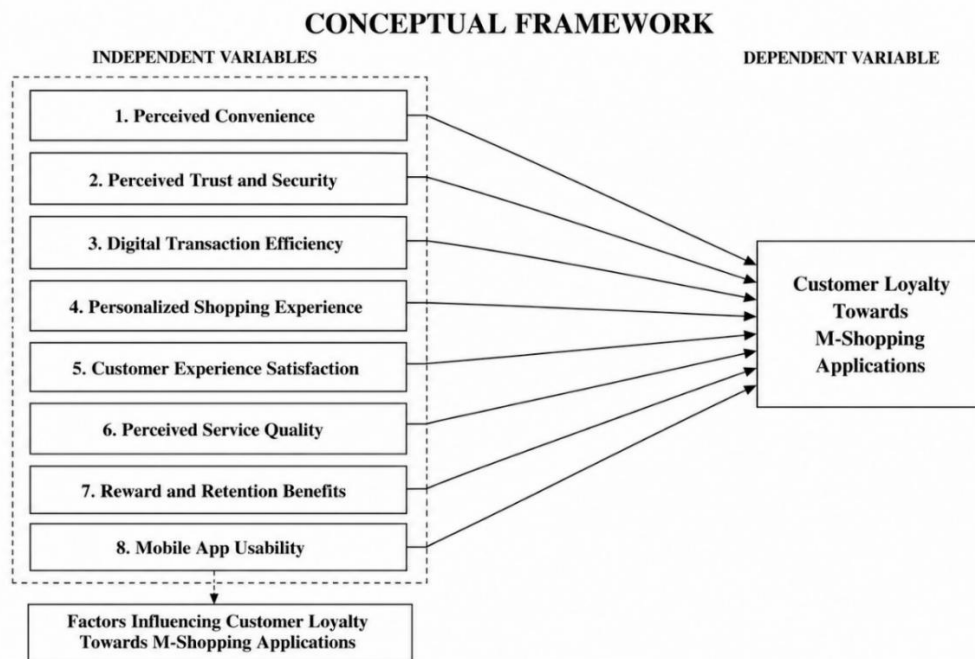 CONCEPTUAL FRAMEWORK
INDEPENDENT VARIABLES
DEPENDENT VARIABLE
1. Perceived Convenience
2. Perceived Trust and Security
3. Digital Transaction Efficiency
4. Personalized Shopping Experience
5. Customer Experience Satisfaction
6. Perceived Service Quality
7. Reward and Retention Benefits
8. Mobile App Usability
Factors Influencing Customer Loyalty
Towards M-Shopping Applications
Customer Loyalty
Towards
M-Shopping
Applications